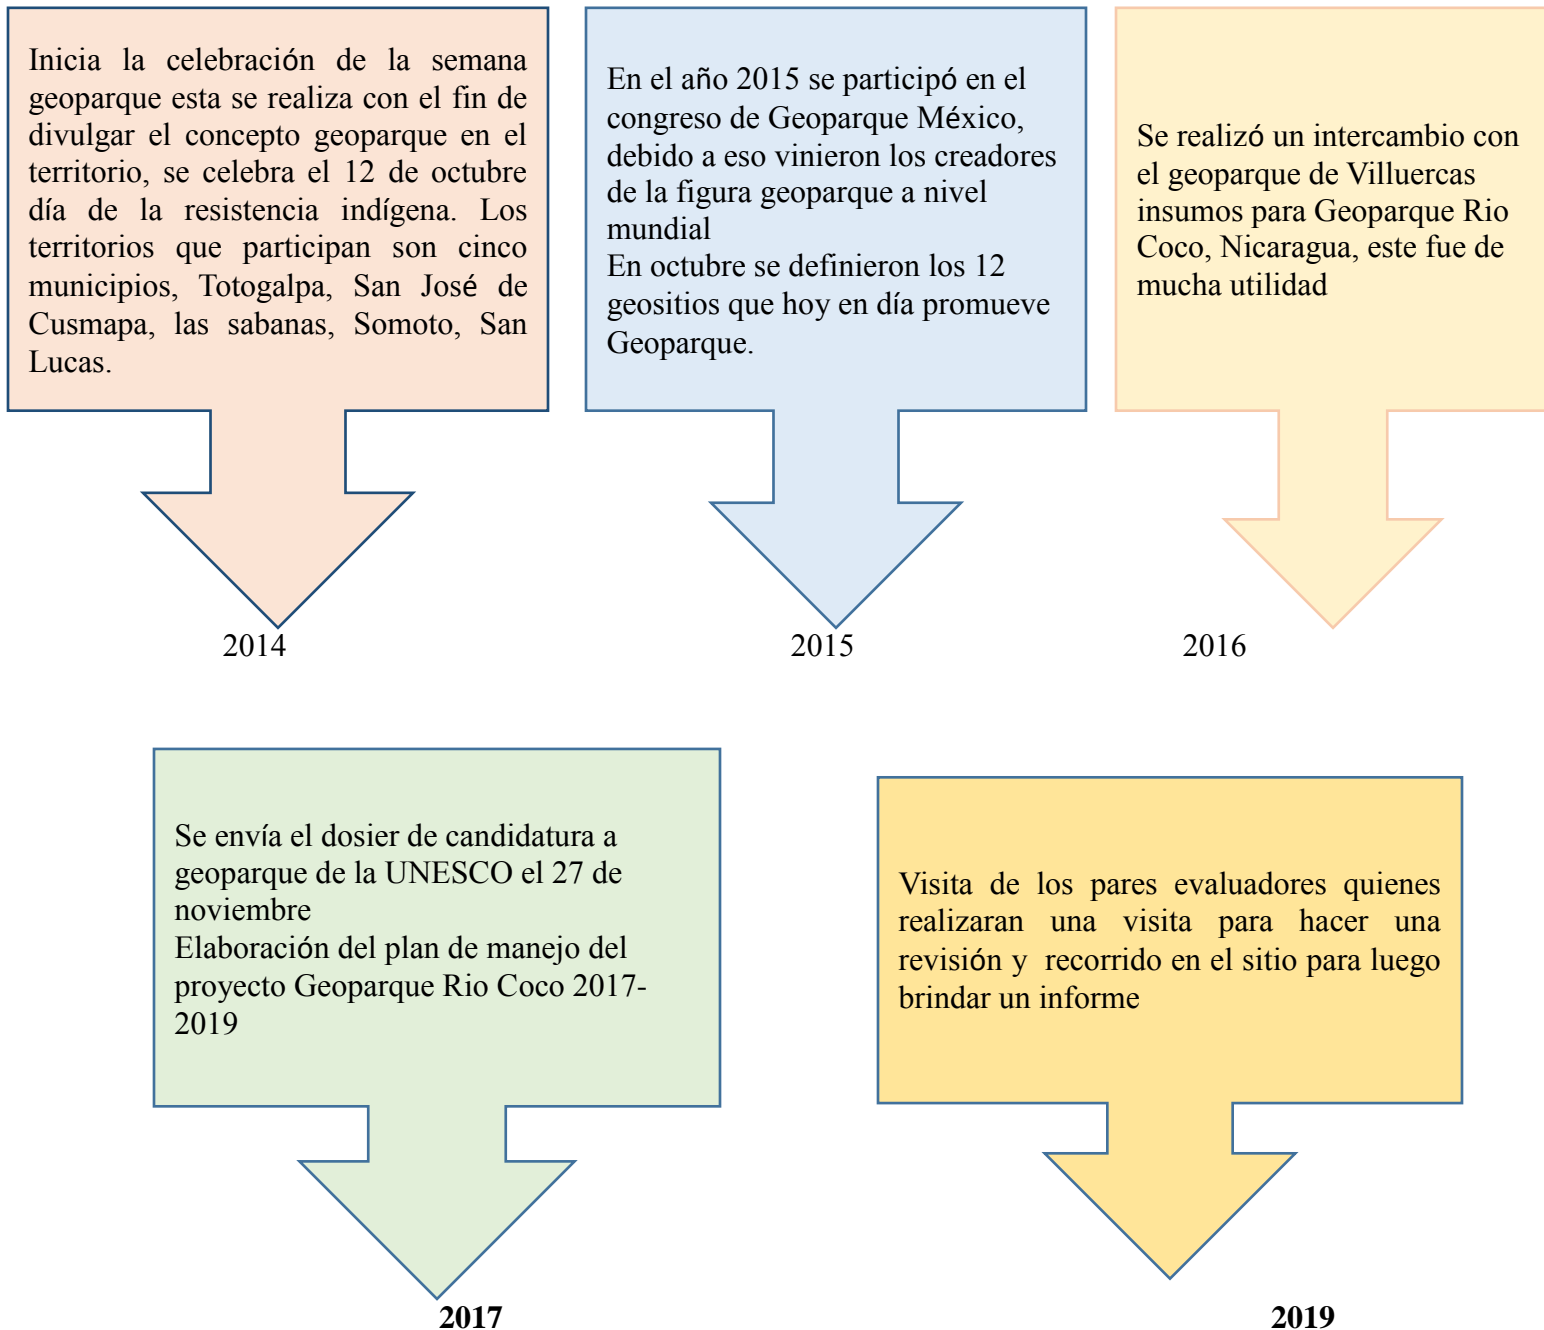 Inicia la celebración de la semana
geoparque esta se realiza con el fin de
divulgar el concepto geoparque en el
territorio, se celebra el 12 de octubre
día de la resistencia indígena. Los
territorios que participan son cinco
municipios, Totogalpa, San José de
Cusmapa, las sabanas, Somoto, San
Lucas.
2014
En el año 2015 se participó en el
congreso de Geoparque México,
debido a eso vinieron los creadores
de la figura geoparque a nivel
mundial
En octubre se definieron los 12
geositios que hoy en día promueve
Geoparque.
2015
Se realizó un intercambio con
el geoparque de Villuercas
insumos para Geoparque Rio
Coco, Nicaragua, este fue de
mucha utilidad
2016
Se envía el dosier de candidatura a
geoparque de la UNESCO el 27 de
noviembre
Elaboración del plan de manejo del
proyecto Geoparque Rio Coco 2017-
2019
2017
Visita de los pares evaluadores quienes
realizaran una visita para hacer una
revisión y recorrido en el sitio para luego
brindar un informe
2019